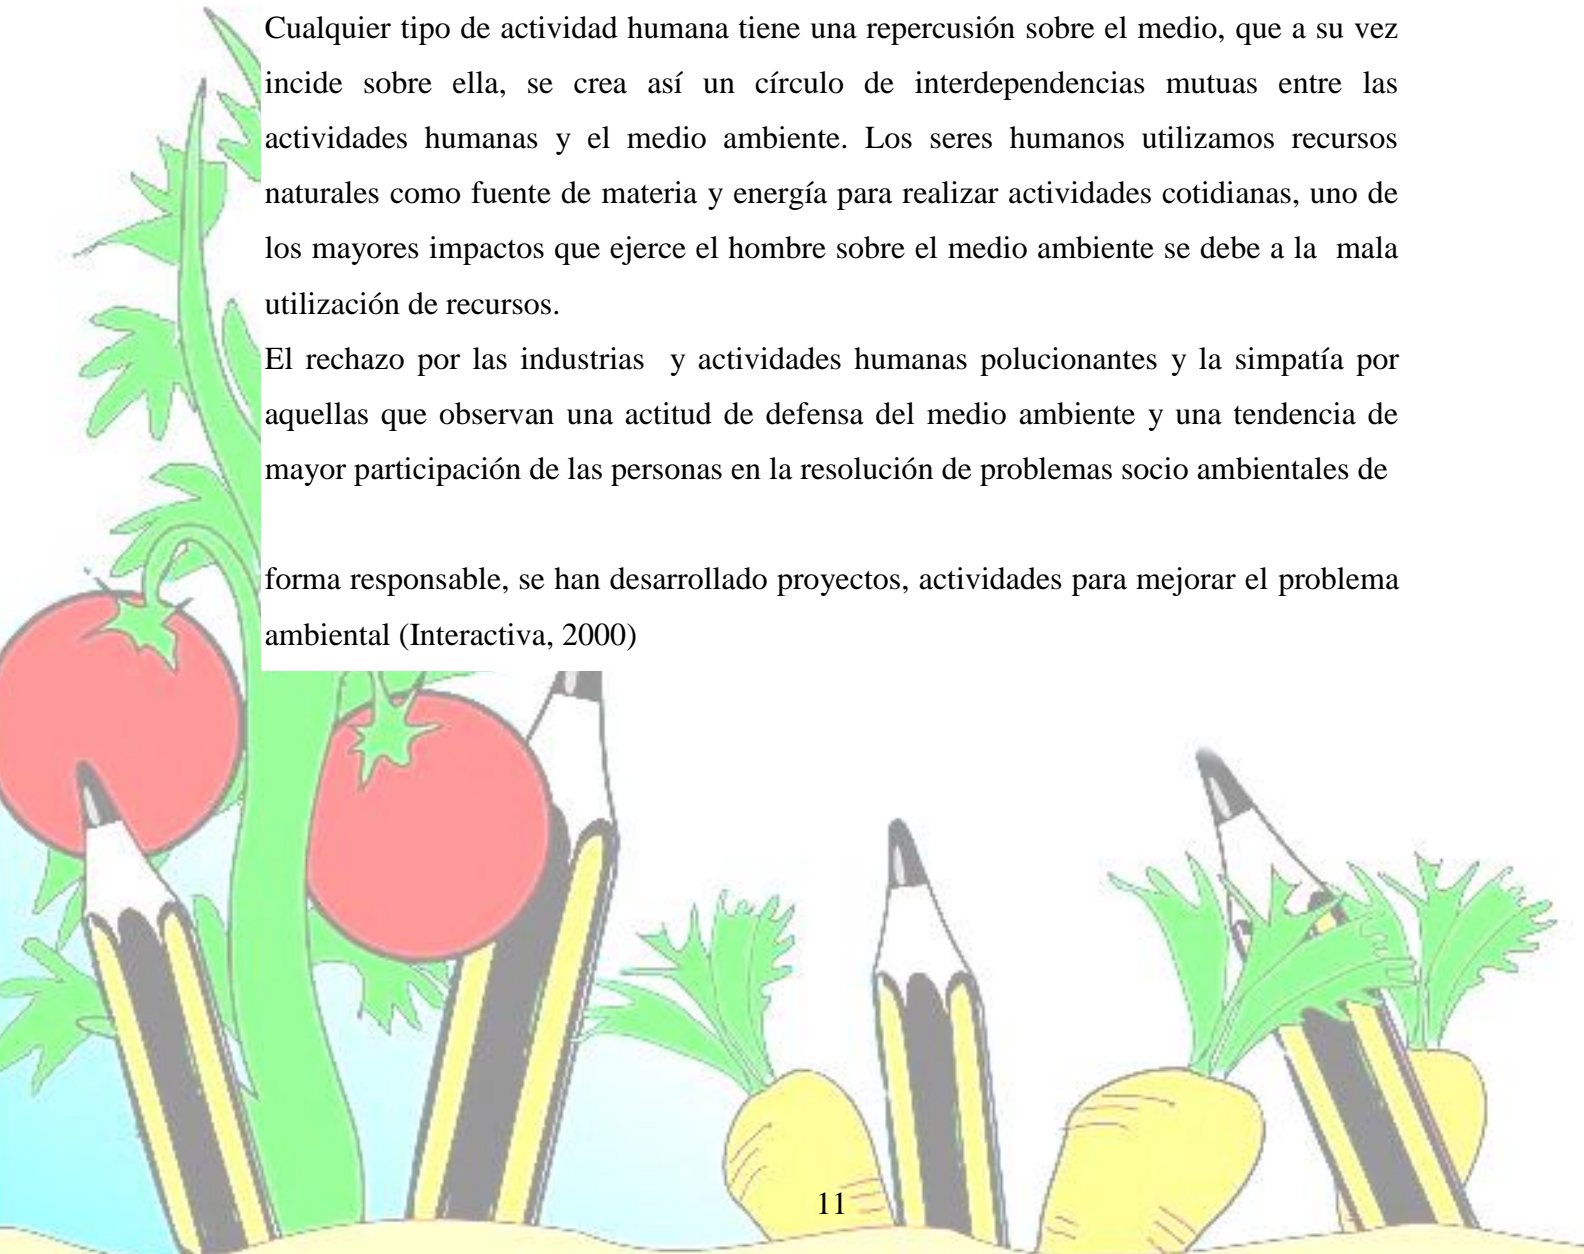 Cualquier tipo de actividad humana tiene una repercusión sobre el medio, que a su vez
incide sobre ella, se crea así un círculo de interdependencias mutuas entre las
actividades humanas y el medio ambiente. Los seres humanos utilizamos recursos
naturales como fuente de materia y energía para realizar actividades cotidianas, uno de
los mayores impactos que ejerce el hombre sobre el medio ambiente se debe a la  mala
utilización de recursos.
El rechazo por las industrias  y actividades humanas polucionantes y la simpatía por
aquellas que observan una actitud de defensa del medio ambiente y una tendencia de
mayor participación de las personas en la resolución de problemas socio ambientales de
forma responsable, se han desarrollado proyectos, actividades para mejorar el problema
ambiental (Interactiva, 2000)
11